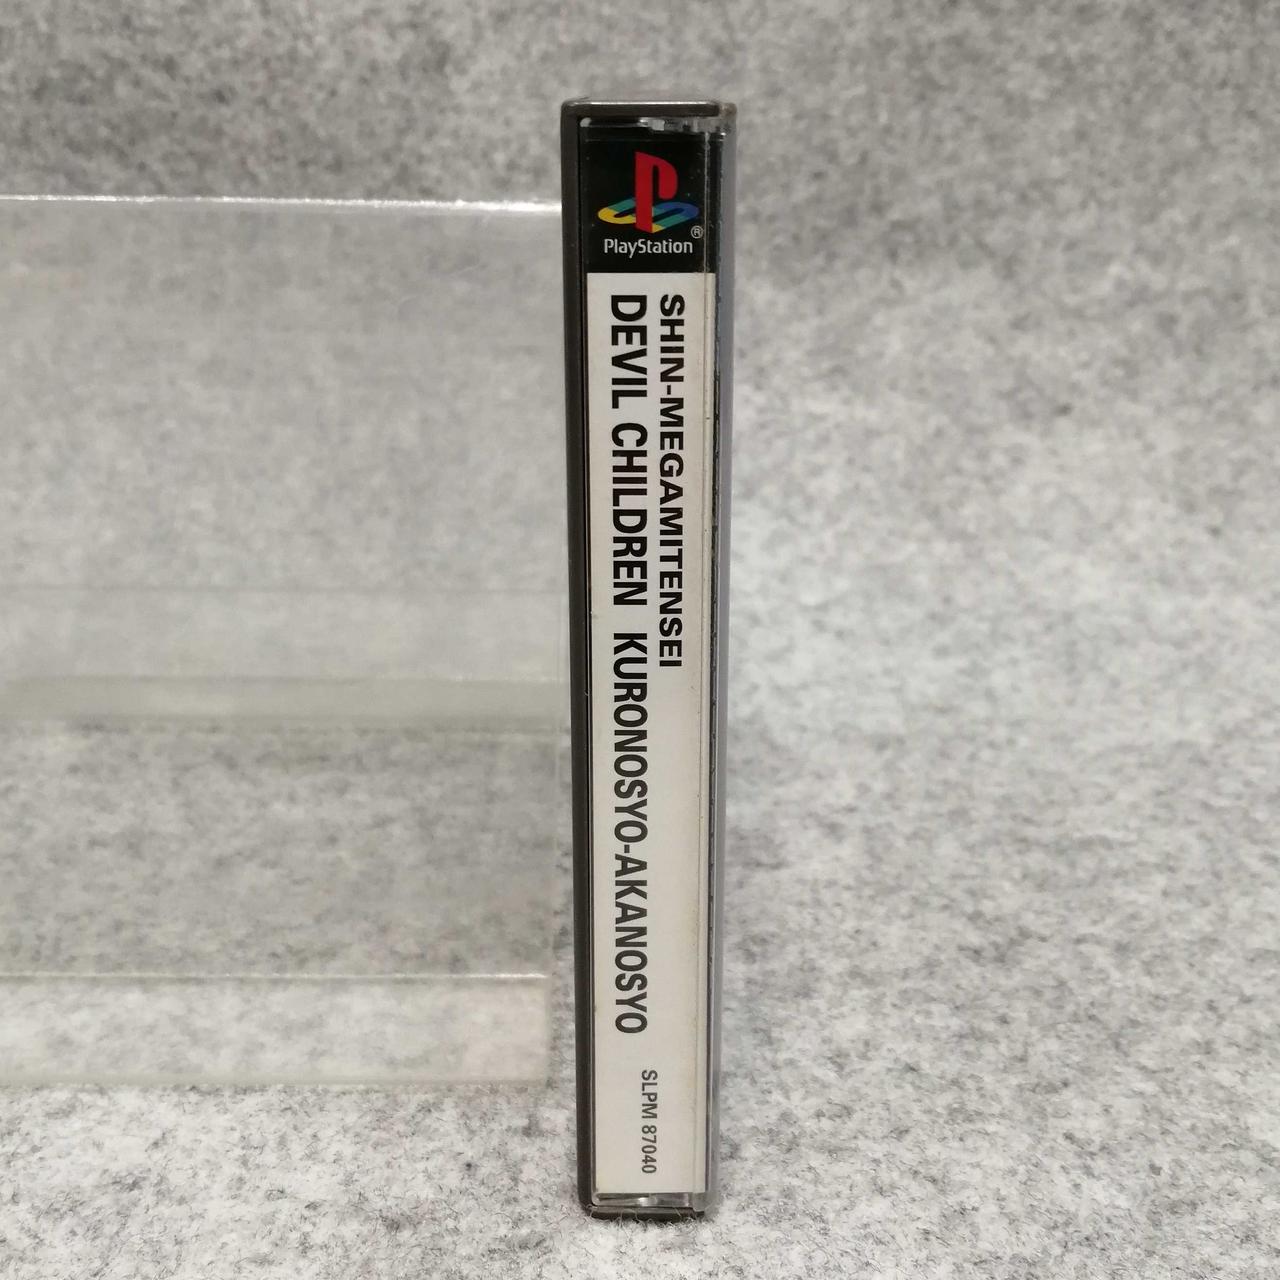 PlayStation®
SHIN-MEGAMITENSEI
DEVIL CHILDREN KURONOSYO-AKANOSYO
SLPM 87040